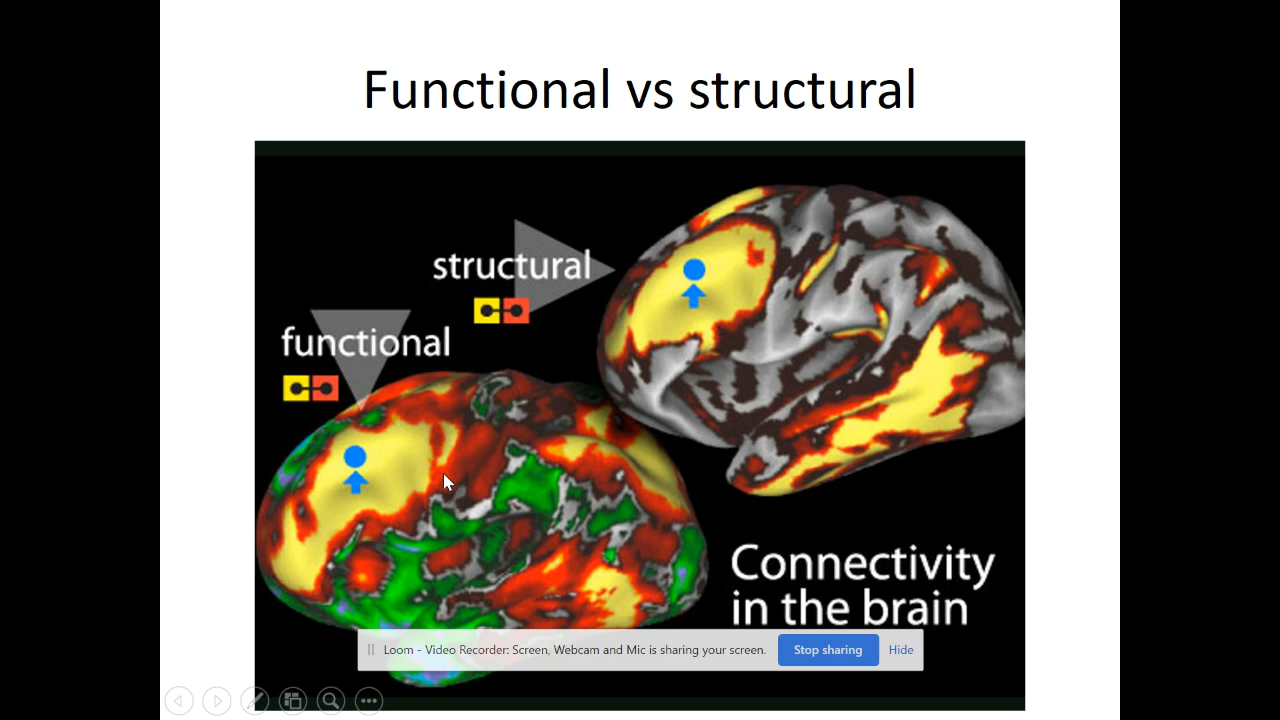 Functional vs structural
structural
functional
Connectivity
in the brain
Loom - Video Recorder: Screen, Webcam and Mic is sharing your screen.
Stop sharing
Hide